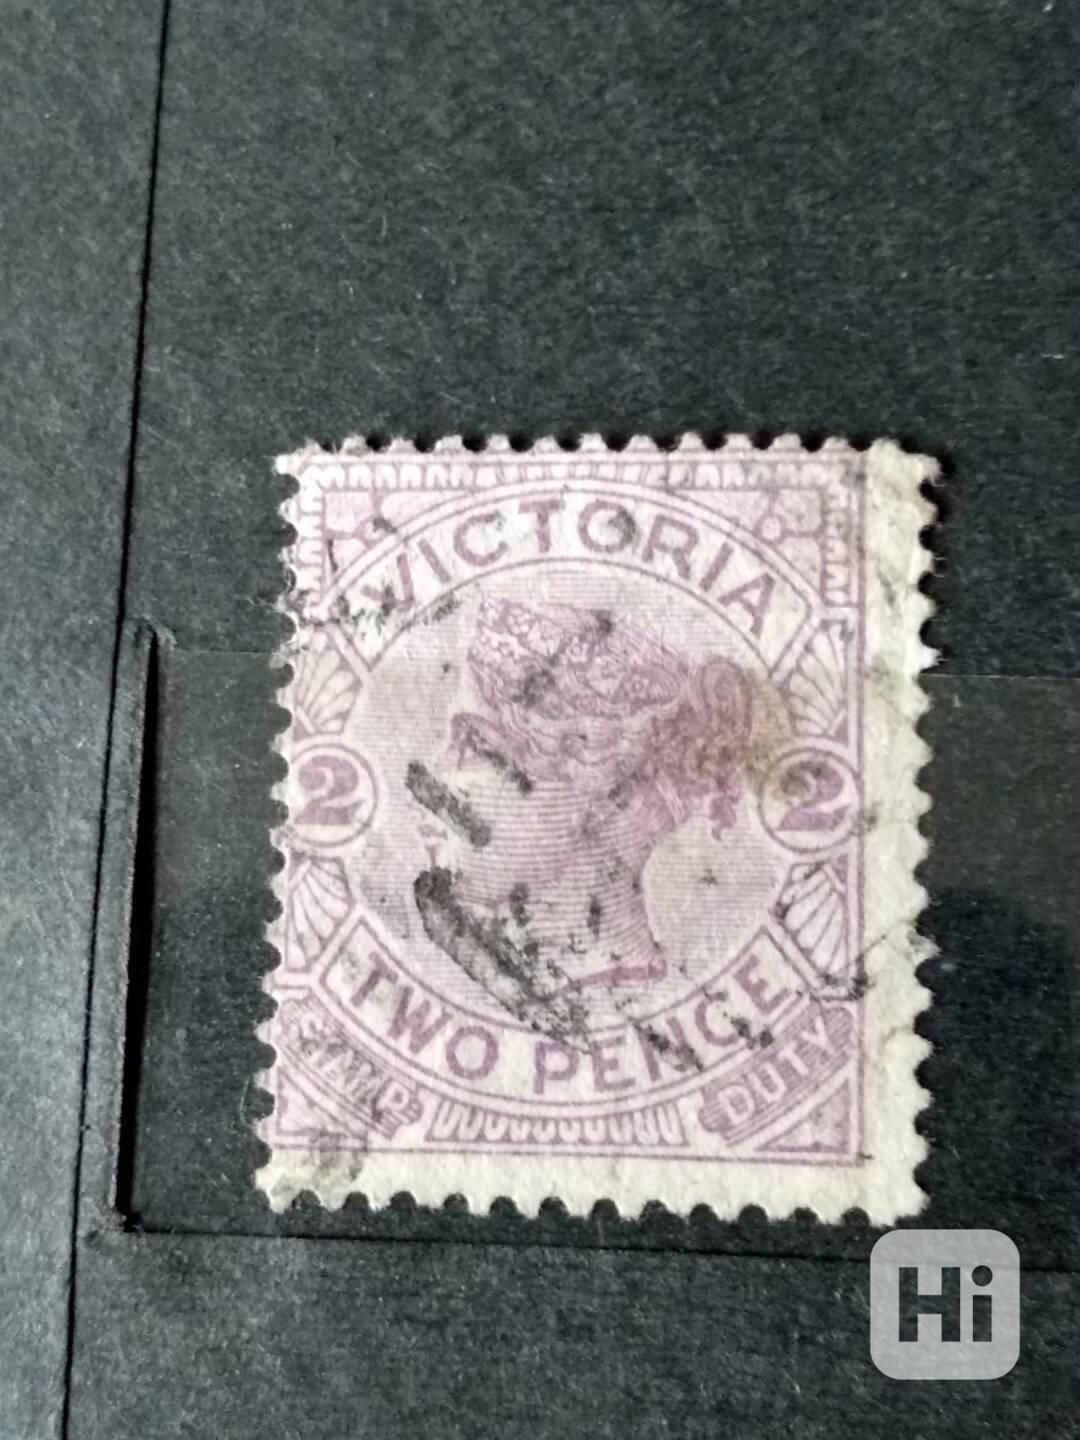 VICTORIA
2 2
TWO PENCE
STAMP DUTY
Hi